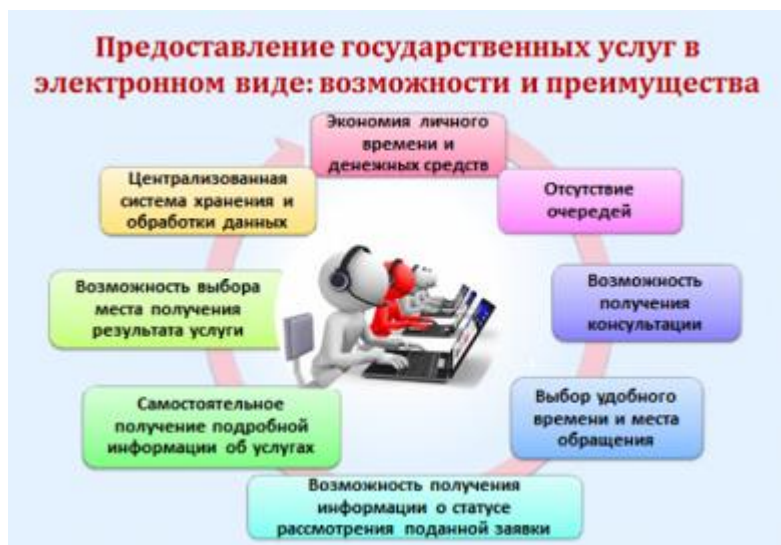 Предоставление государственных услуг в
электронном виде: возможности и преимущества
Экономия личного
времени и
денежных средств
Отсутствие
очередей
Возможность
получения
консультации
Выбор удобного
времени и места
обращения
Возможность получения
информации о статусе
рассмотрения поданной заявки
Самостоятельное
получение подробной
информации об услугах
Возможность выбора
места получения
результата услуги
Централизованная
система хранения и
обработки данных